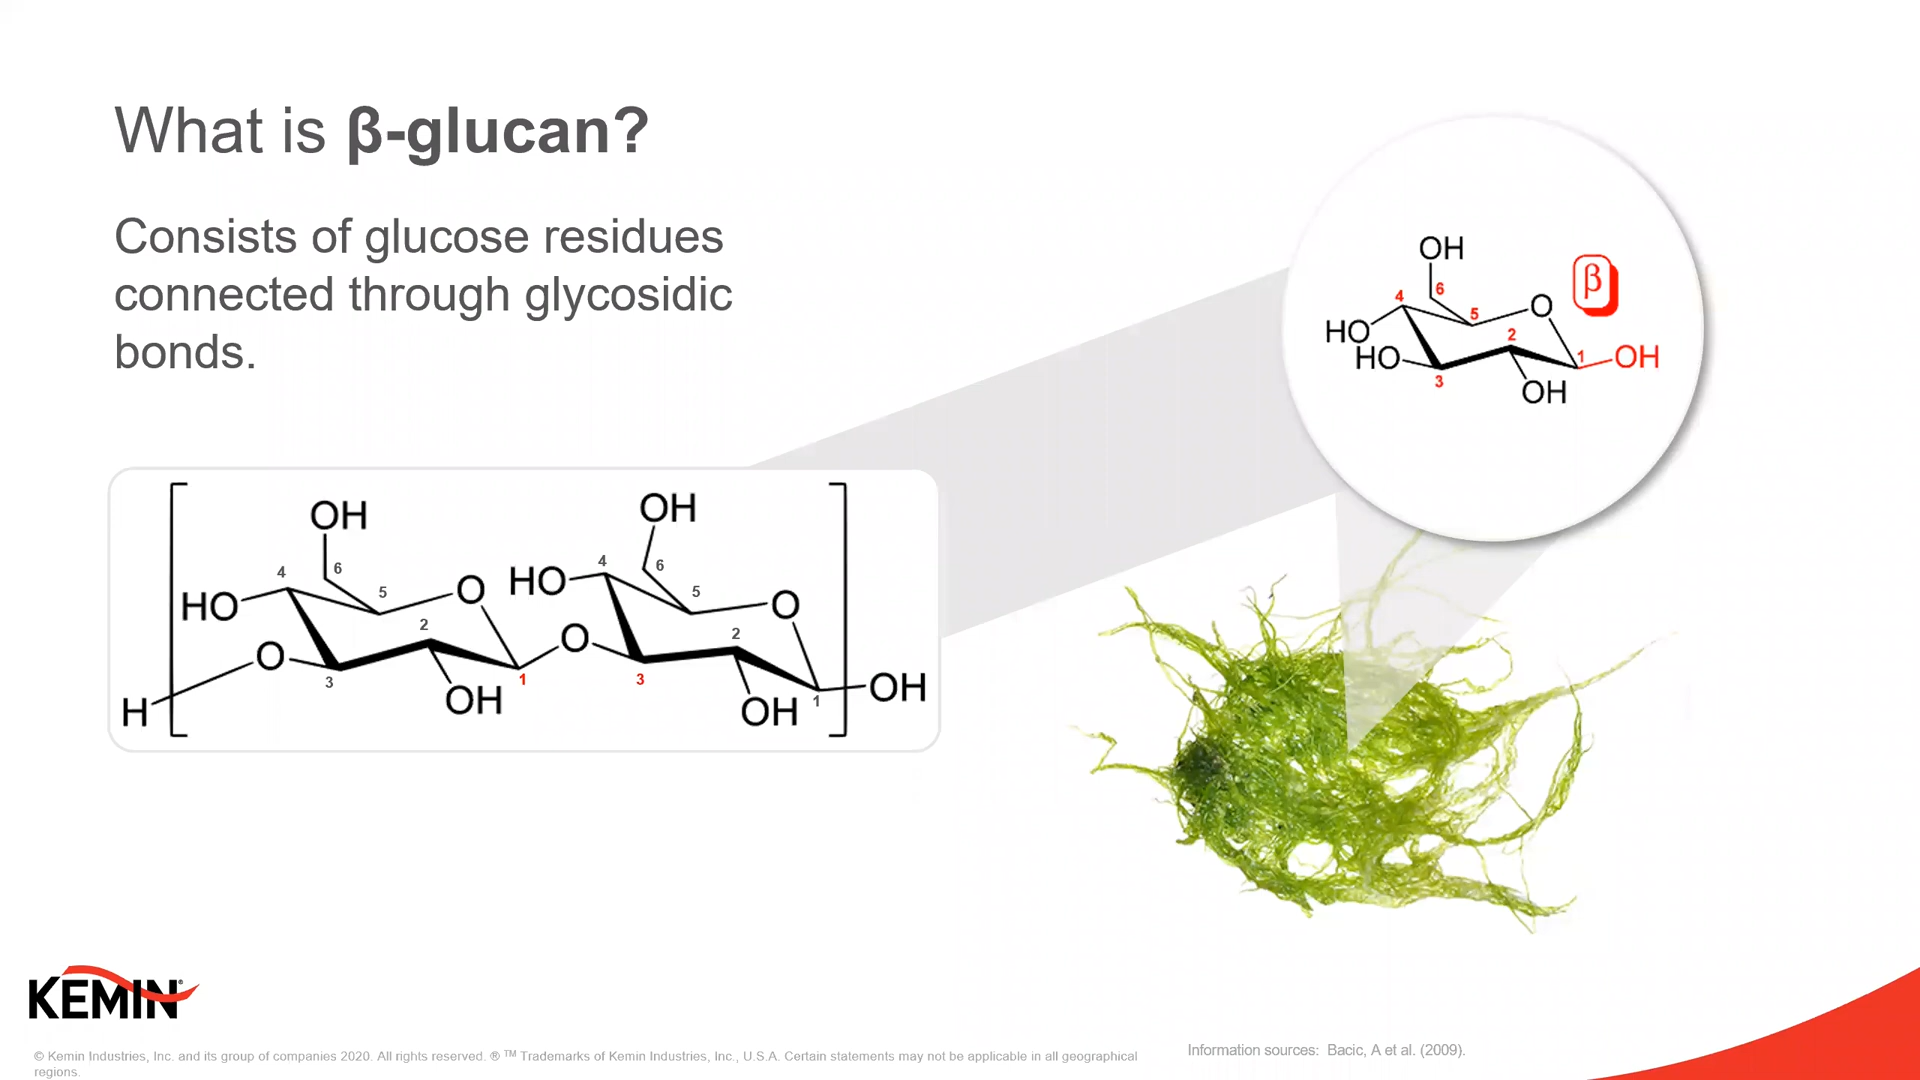 What is β-glucan?
Consists of glucose residues
connected through glycosidic
bonds.
OH
β
6
4
5
O
2
HO
HO
1
OH
3
OH
OH
OH
4
6
HO
4
6
5
O
HO
5
O
2
2
O
O
3
1
3
OH
1
OH
OH
H
KEMIN®
© Kemin Industries, Inc. and its group of companies 2020. All rights reserved. ® ™ Trademarks of Kemin Industries, Inc., U.S.A. Certain statements may not be applicable in all geographical
regions.
Information sources: Bacic, A et al. (2009).